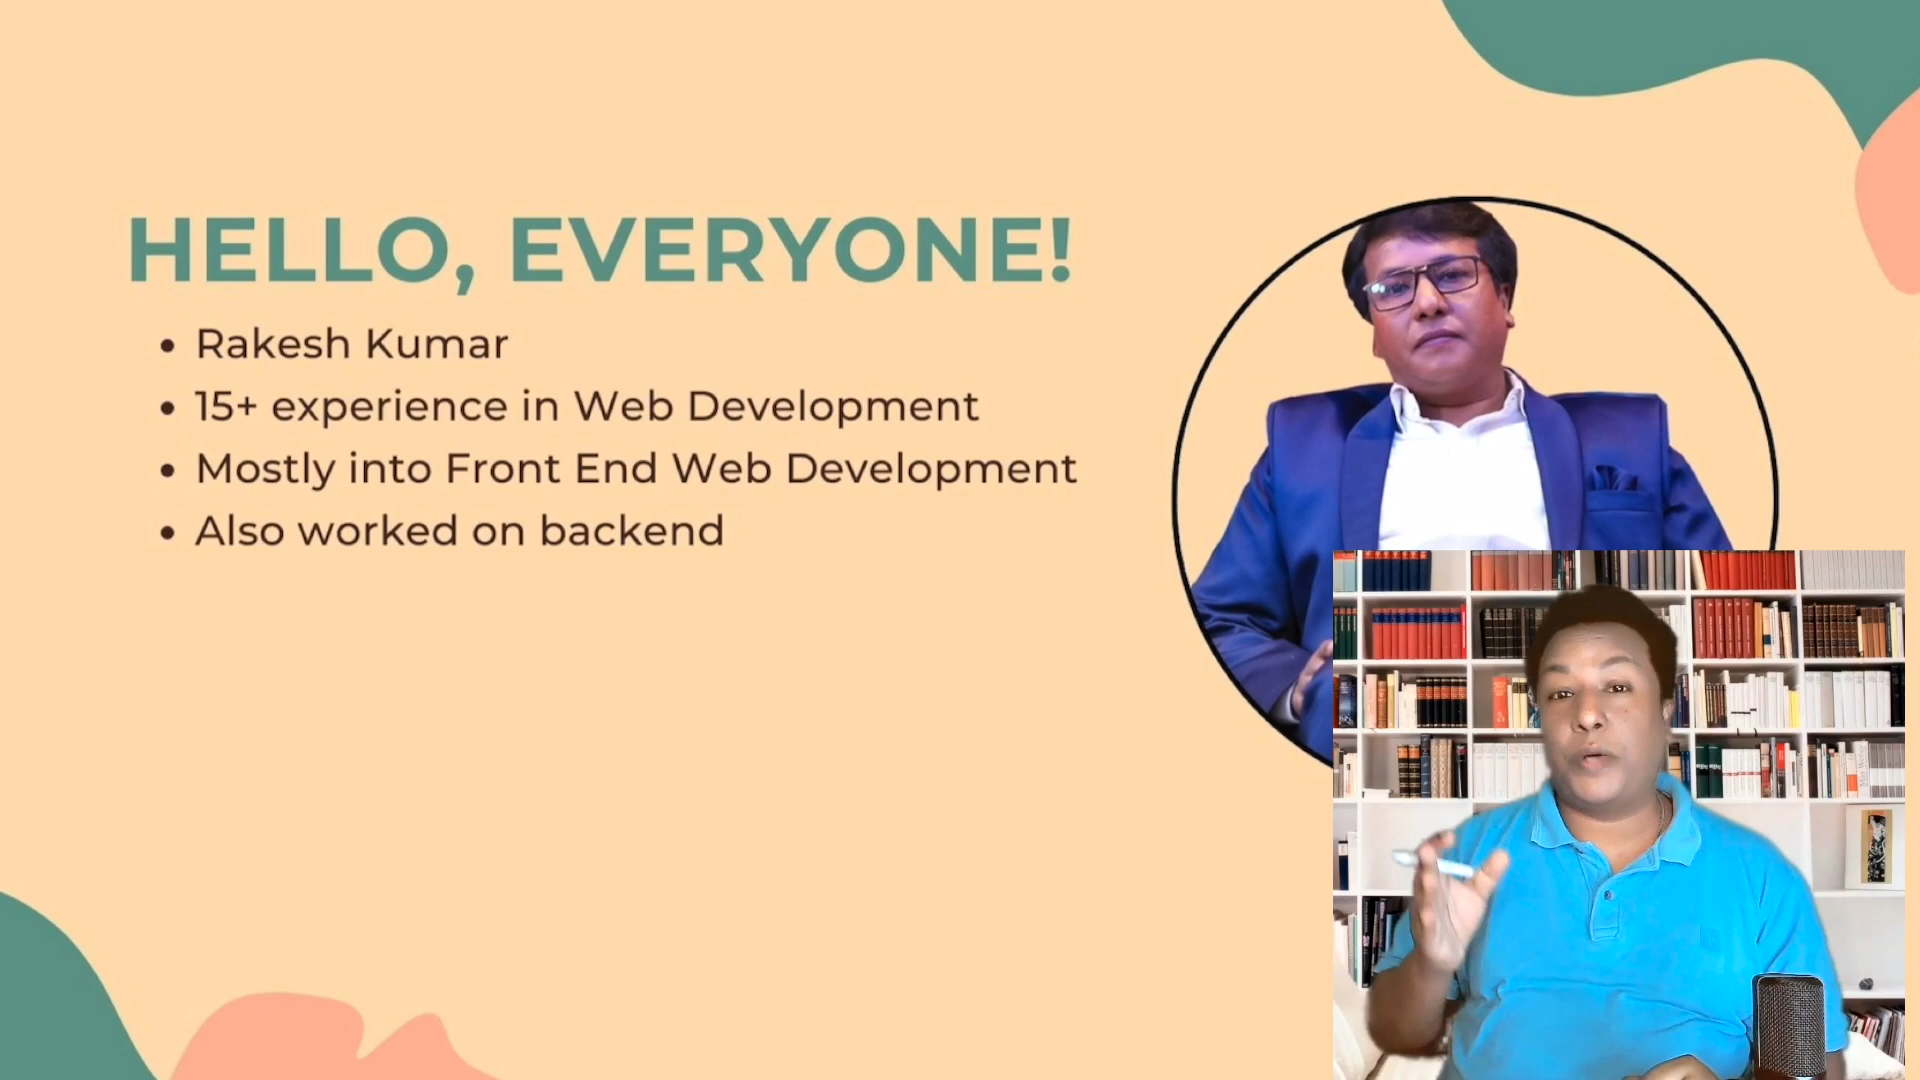 HELLO, EVERYONE!
Rakesh Kumar
15+ experience in Web Development
Mostly into Front End Web Development
Also worked on backend